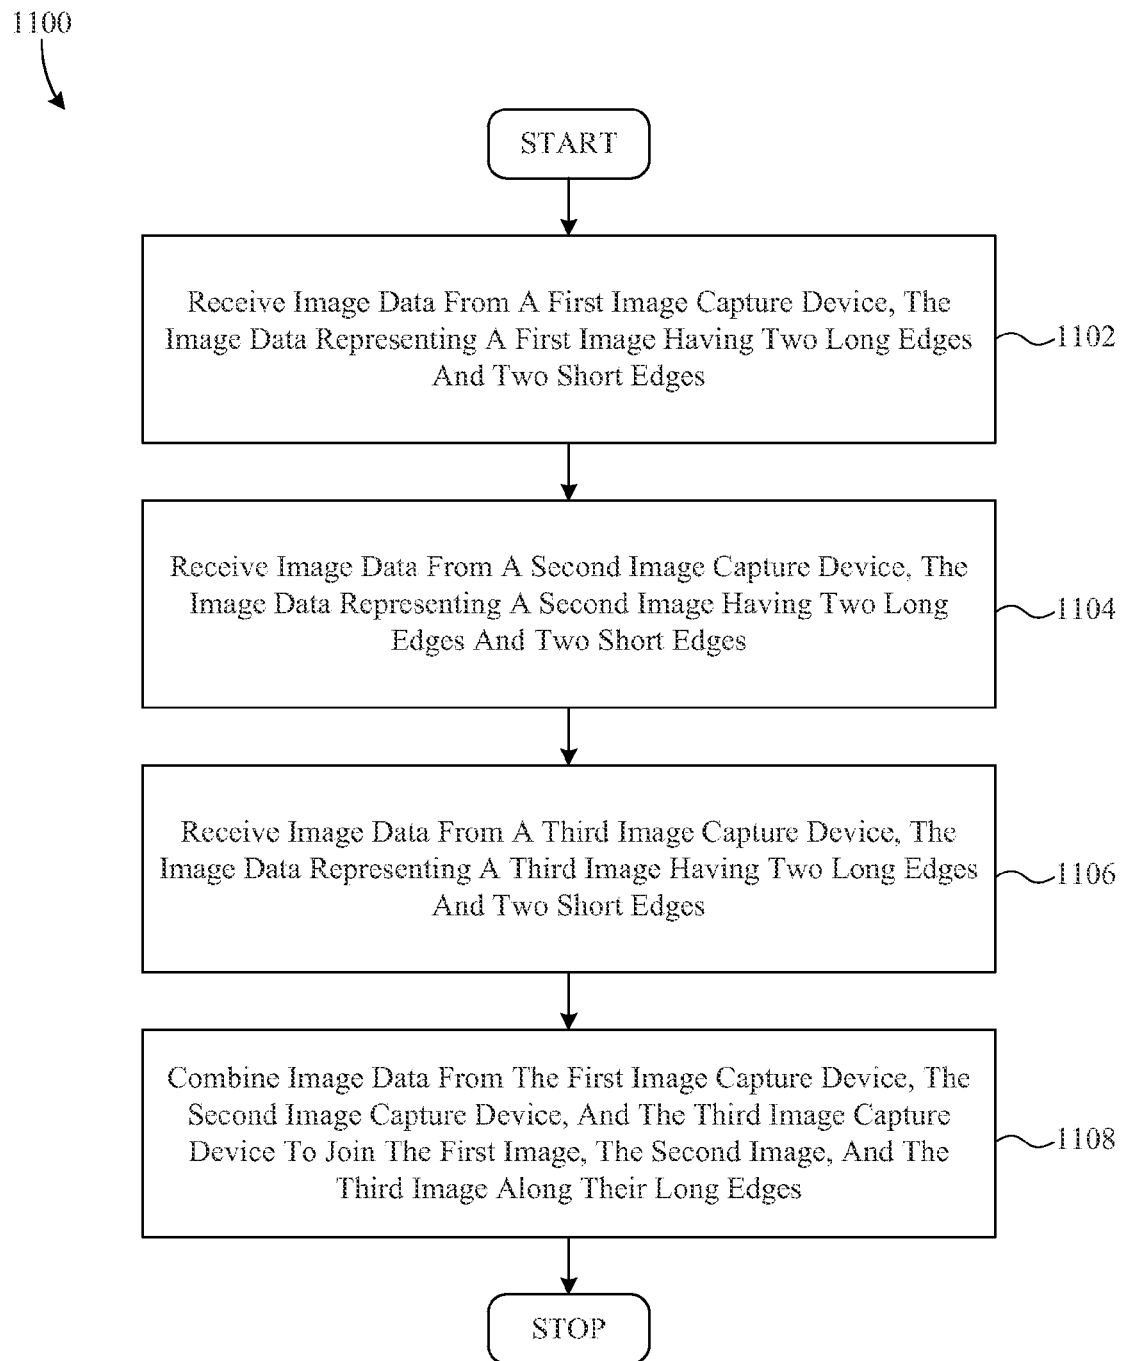 1100
START
Receive Image Data From A First Image Capture Device, The
Image Data Representing A First Image Having Two Long Edges
And Two Short Edges
1102
Receive Image Data From A Second Image Capture Device, The
Image Data Representing A Second Image Having Two Long
Edges And Two Short Edges
1104
Receive Image Data From A Third Image Capture Device, The
Image Data Representing A Third Image Having Two Long Edges
And Two Short Edges
1106
Combine Image Data From The First Image Capture Device, The
Second Image Capture Device, And The Third Image Capture
Device To Join The First Image, The Second Image, And The
Third Image Along Their Long Edges
1108
STOP